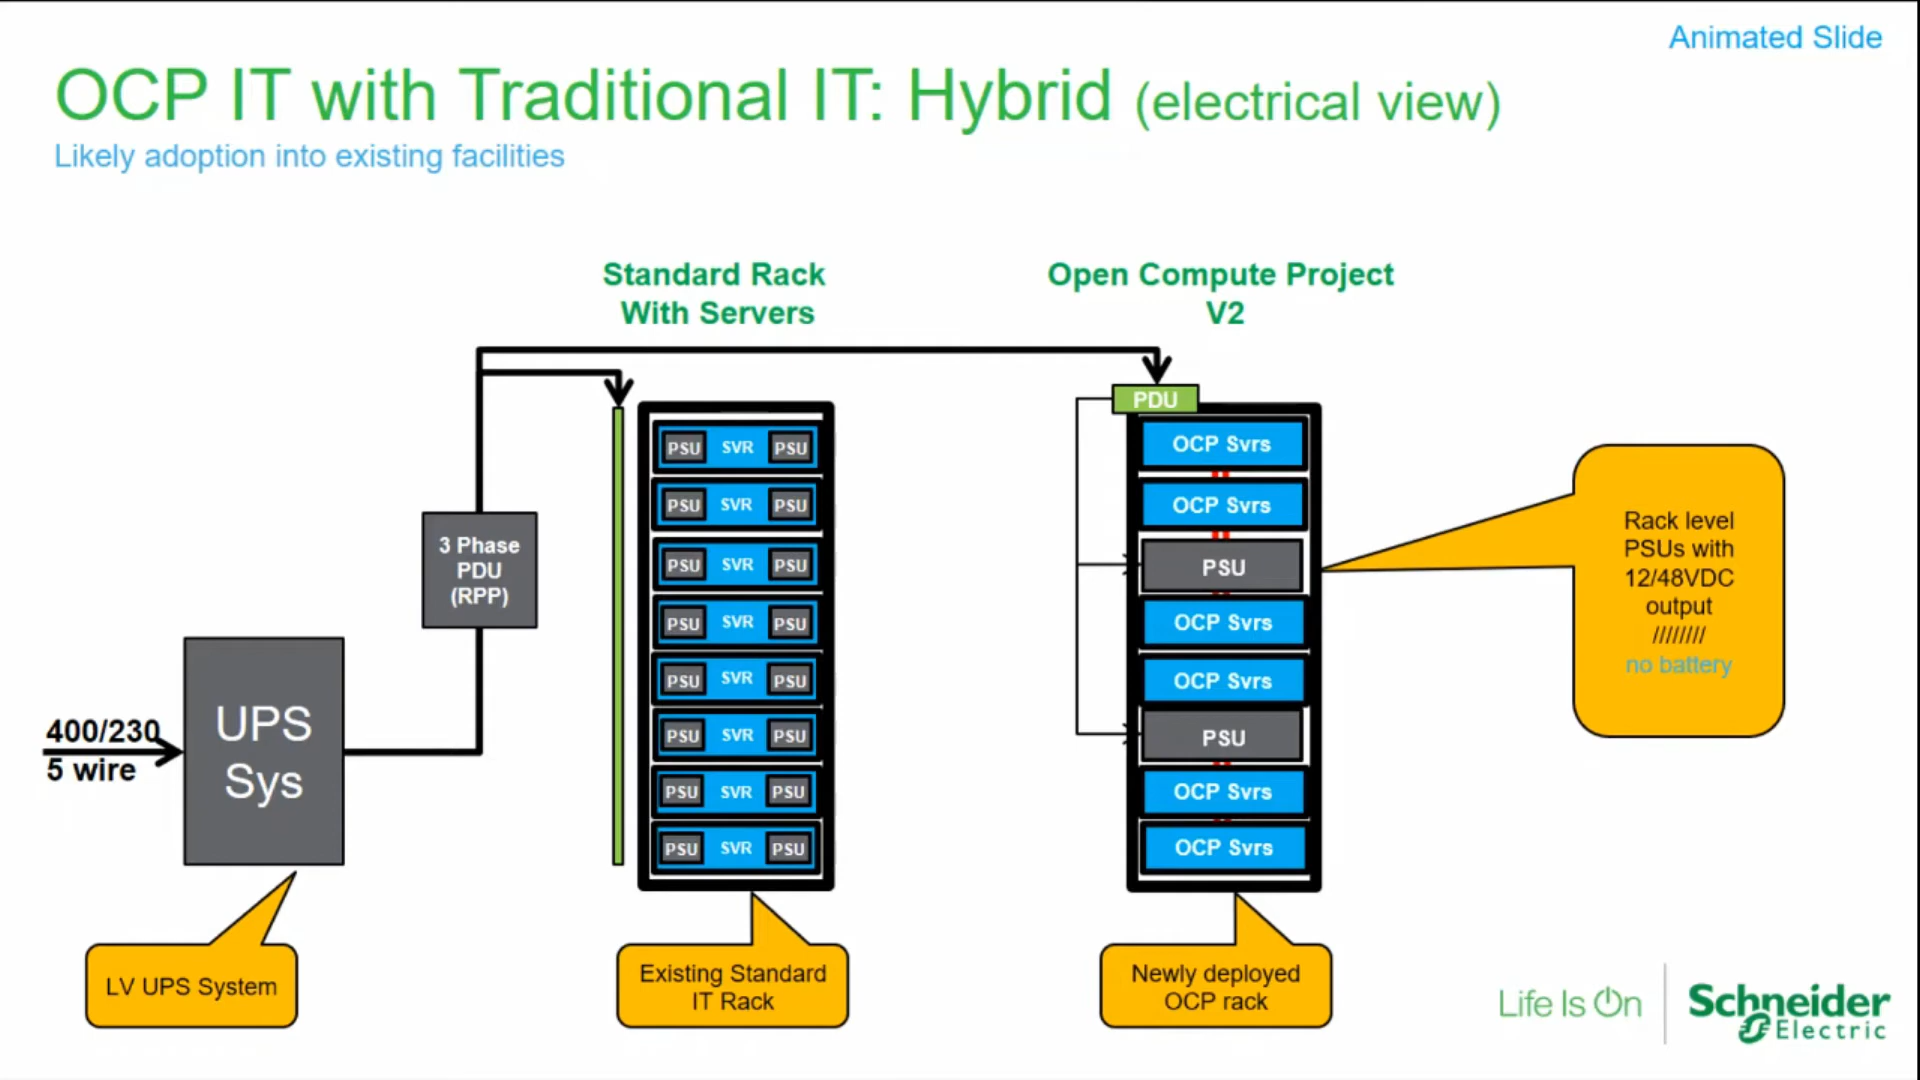 Animated Slide
OCP IT with Traditional IT: Hybrid (electrical view)
Likely adoption into existing facilities
Standard Rack
With Servers
Open Compute Project
V2
PDU
PSU SVR PSU
PSU SVR PSU
PSU SVR PSU
PSU SVR PSU
PSU SVR PSU
PSU SVR PSU
PSU SVR PSU
PSU SVR PSU
OCP Svrs
OCP Svrs
PSU
OCP Svrs
OCP Svrs
PSU
OCP Svrs
OCP Svrs
Rack level
PSUs with
12/48VDC
output
////////
no battery
3 Phase
PDU
(RPP)
400/230
5 wire
UPS
Sys
LV UPS System
Existing Standard
IT Rack
Newly deployed
OCP rack
Life Is On
Schneider
Electric